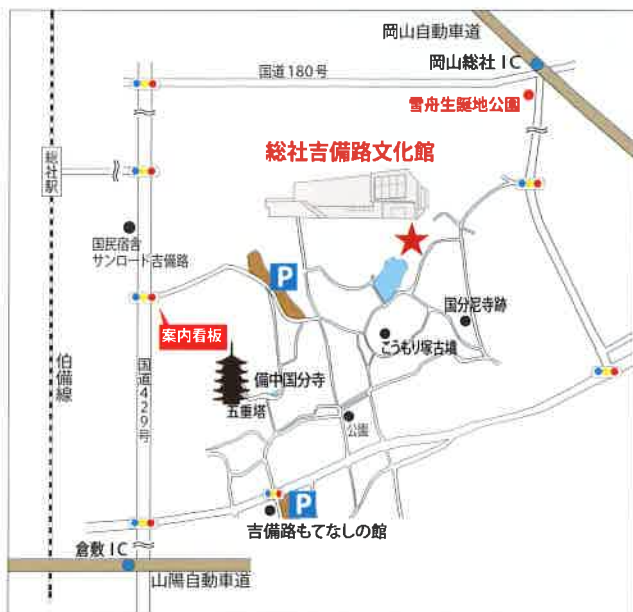 岡山自動車道
岡山総社IC
国道180号
雪舟生誕地公園
総社吉備路文化館
総社駅
国民宿舎
サンロード吉備路
P
国分尼寺跡
案内看板
こうもり塚古墳
伯備線
国道429号
備中国分寺
五重塔
公園
P
吉備路もてなしの館
倉敷IC
山陽自動車道